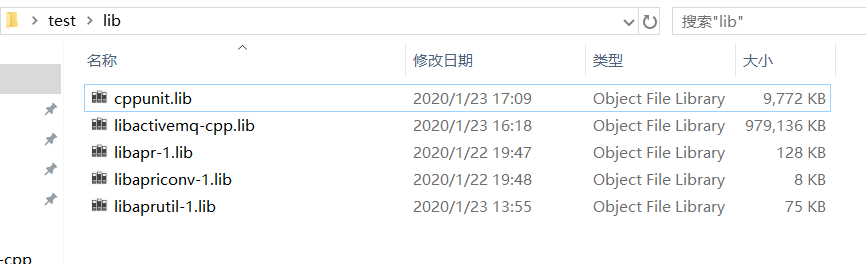 test lib
搜索"lib"
名称 修改日期 类型 大小
cppunit.lib 2020/1/23 17:09 Object File Library 9,772 KB
libactivemq-cpp.lib 2020/1/23 16:18 Object File Library 979,136 KB
libapr-1.lib 2020/1/22 19:47 Object File Library 128 KB
libapriconv-1.lib 2020/1/22 19:48 Object File Library 8 KB
libaprutil-1.lib 2020/1/23 13:55 Object File Library 75 KB
-cpp